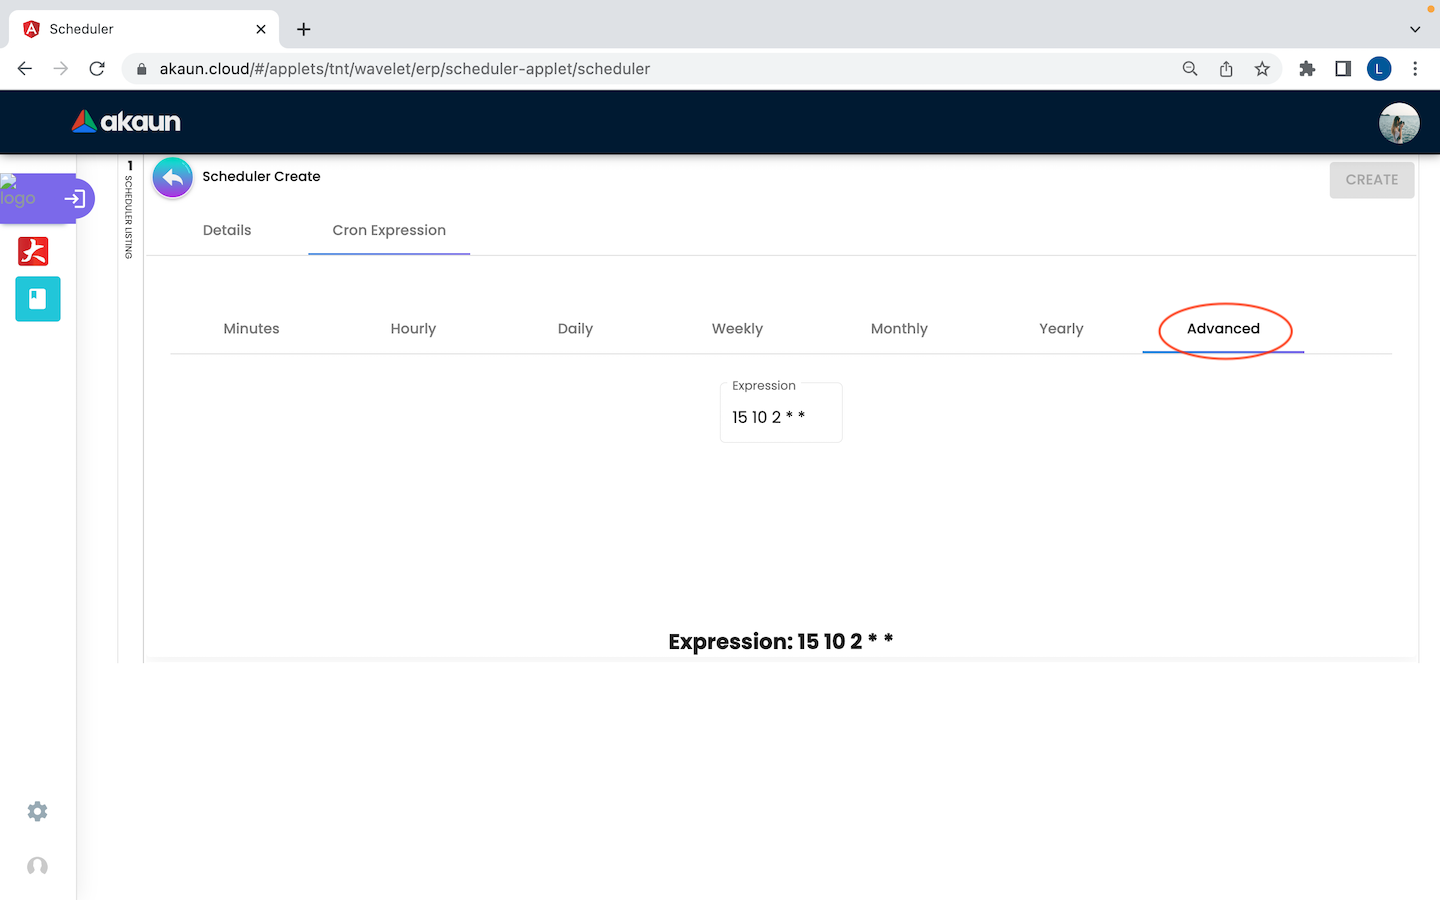 Scheduler
akaun.cloud/#/applets/tnt/wavelet/erp/scheduler-applet/scheduler
L
akaun
logo
1
SCHEDULER LISTING
Scheduler Create
CREATE
Details
Cron Expression
Minutes
Hourly
Daily
Weekly
Monthly
Yearly
Advanced
Expression
15 10 2 * *
Expression: 15 10 2 * *